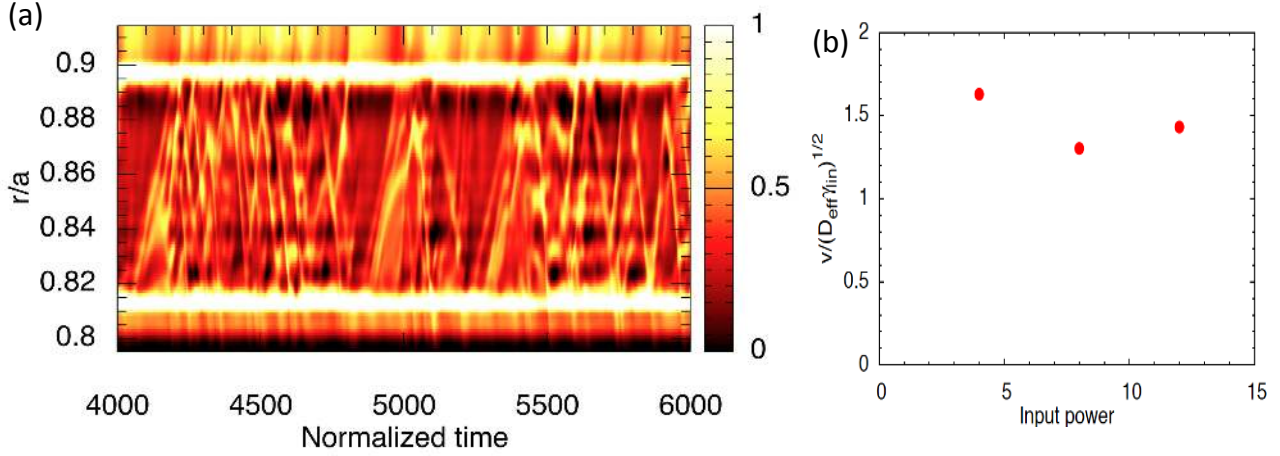 (a)
r/a
0.9
0.88
0.86
0.84
0.82
0.8
4000 4500 5000 5500 6000
Normalized time
1
0.5
0
(b)
v/(D_eff γ_lin)^1/2
2
1.5
1
0.5
0
0 5 10 15
Input power